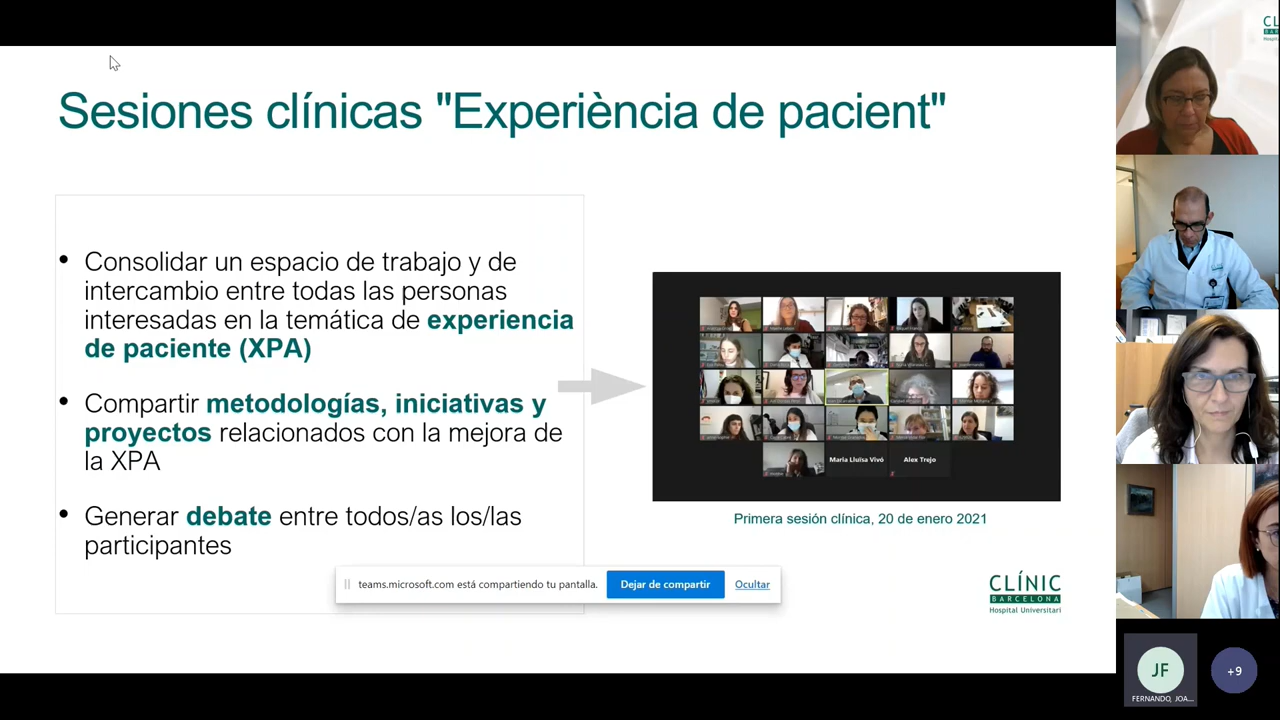 Sesiones clínicas "Experiència de pacient"
• Consolidar un espacio de trabajo y de
intercambio entre todas las personas
interesadas en la temática de experiencia
de paciente (XPA)
• Compartir metodologías, iniciativas y
proyectos relacionados con la mejora de
la XPA
• Generar debate entre todos/as los/las
participantes
Maria Lluïsa Vivó
Alex Trejo
Primera sesión clínica, 20 de enero 2021
teams.microsoft.com está compartiendo tu pantalla.
Dejar de compartir
Ocultar
CLÍNIC
BARCELONA
Hospital Universitari
JF
FERNANDO, JOA...
+9